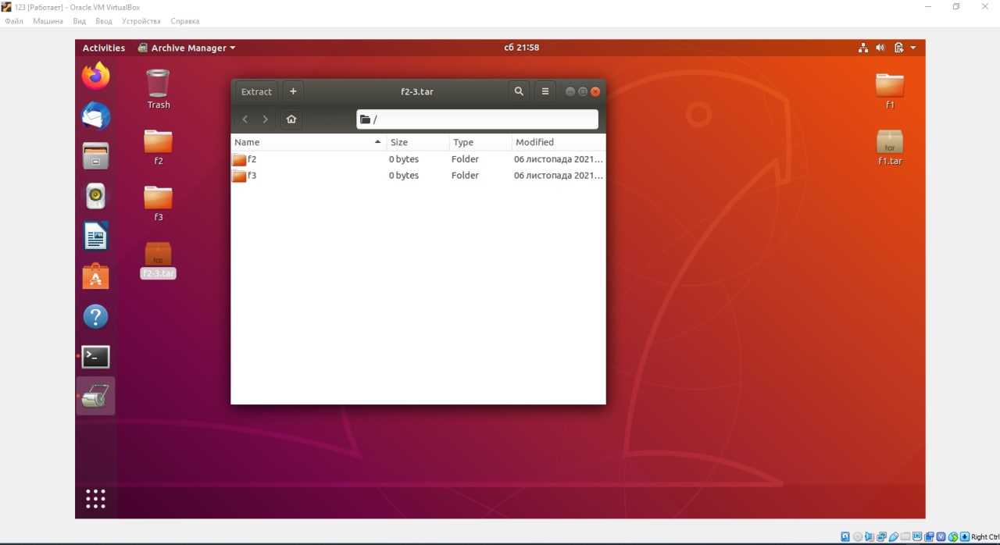 123 [Работает] - Oracle VM VirtualBox
Файл Машина Вид Ввод Устройства Справка
Activities Archive Manager сб 21:58
Trash
f2
f3
tar
f2-3.tar
Extract + f2-3.tar
/
Name Size Type Modified
f2 0 bytes Folder 06 листопада 2021...
f3 0 bytes Folder 06 листопада 2021...
f1
tar
f1.tar
Right Ctrl